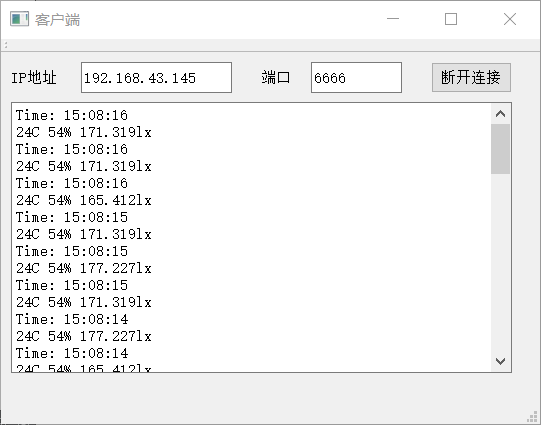 客户端
IP地址 192.168.43.145 端口 6666 断开连接
Time: 15:08:16
24C 54% 171.319lx
Time: 15:08:16
24C 54% 171.319lx
Time: 15:08:16
24C 54% 165.412lx
Time: 15:08:15
24C 54% 171.319lx
Time: 15:08:15
24C 54% 177.227lx
Time: 15:08:15
24C 54% 171.319lx
Time: 15:08:14
24C 54% 177.227lx
Time: 15:08:14
24C 54% 165.412lx